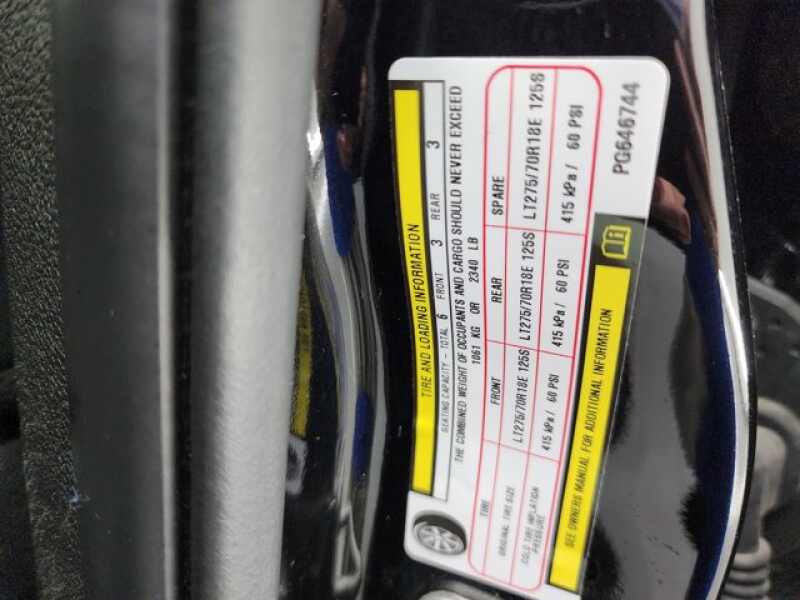 TIRE AND LOADING INFORMATION
SEATING CAPACITY - TOTAL 6 FRONT 3 REAR 3
THE COMBINED WEIGHT OF OCCUPANTS AND CARGO SHOULD NEVER EXCEED
1061 KG OR 2340 LB
TIRE FRONT REAR SPARE
ORIGINAL TIRE SIZE LT275/70R18E 125S LT275/70R18E 125S LT275/70R18E 125S
COLD TIRE INFLATION PRESSURE 415 kPa / 60 PSI 415 kPa / 60 PSI 415 kPa / 60 PSI
SEE OWNERS MANUAL FOR ADDITIONAL INFORMATION
PG646744